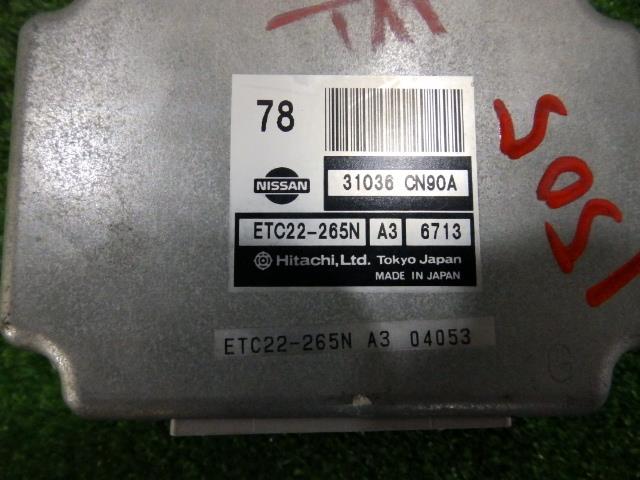 TM
78
NISSAN
31036 CN90A
ETC22-265N A3 6713
Hitachi, Ltd. Tokyo Japan
MADE IN JAPAN
ETC22-265N A3 04053
G